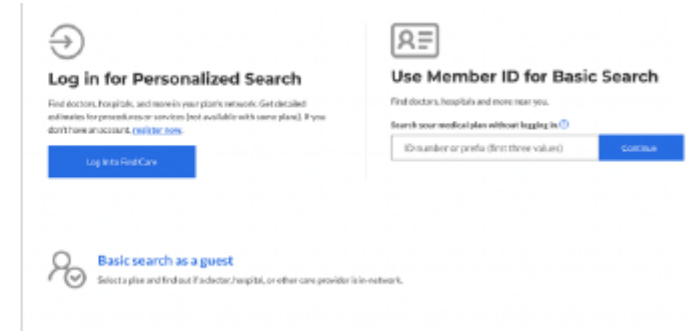 Log in for Personalized Search
Find doctors, hospitals, and more in your plan's network. Get detailed
estimates for procedures or services (not available with some plans). If you
don't have an account, register now.
Log In to Find Care
Use Member ID for Basic Search
Find doctors, hospitals and more near you.
Search your medical plan without logging in
ID number or prefix (first three values)
Continue
Basic search as a guest
Select a plan and find out if a doctor, hospital, or other care provider is in-network.